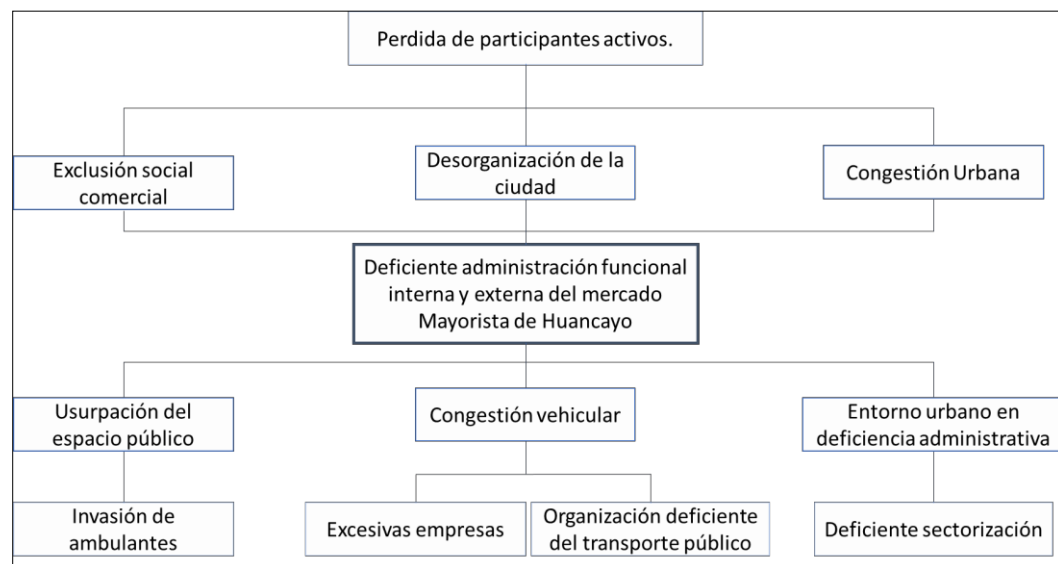 Perdida de participantes activos.
Exclusión social
comercial
Desorganización de la
ciudad
Congestión Urbana
Deficiente administración funcional
interna y externa del mercado
Mayorista de Huancayo
Usurpación del
espacio público
Congestión vehicular
Entorno urbano en
deficiencia administrativa
Invasión de
ambulantes
Excesivas empresas
Organización deficiente
del transporte público
Deficiente sectorización